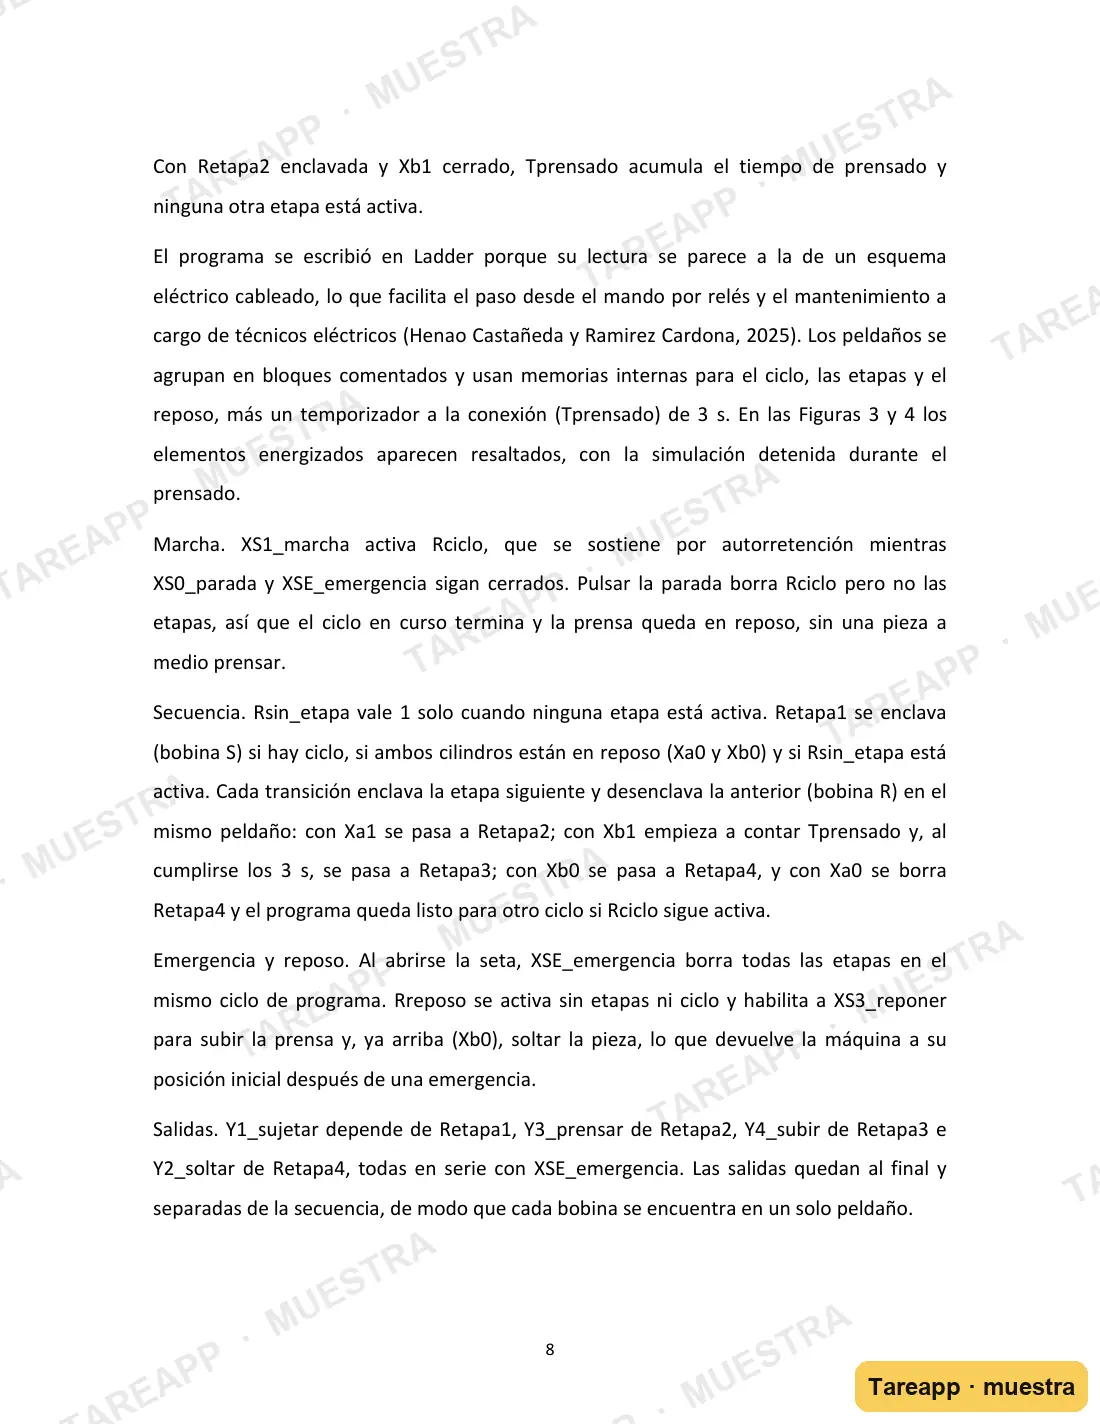 Con Retapa2 enclavada y Xb1 cerrado, Tprensado acumula el tiempo de prensado y
ninguna otra etapa está activa.
El programa se escribió en Ladder porque su lectura se parece a la de un esquema
eléctrico cableado, lo que facilita el paso desde el mando por relés y el mantenimiento a
cargo de técnicos eléctricos (Henao Castañeda y Ramirez Cardona, 2025). Los peldaños se
agrupan en bloques comentados y usan memorias internas para el ciclo, las etapas y el
reposo, más un temporizador a la conexión (Tprensado) de 3 s. En las Figuras 3 y 4 los
elementos energizados aparecen resaltados, con la simulación detenida durante el
prensado.
Marcha. XS1_marcha activa Rciclo, que se sostiene por autorretención mientras
XS0_parada y XSE_emergencia sigan cerrados. Pulsar la parada borra Rciclo pero no las
etapas, así que el ciclo en curso termina y la prensa queda en reposo, sin una pieza a
medio prensar.
Secuencia. Rsin_etapa vale 1 solo cuando ninguna etapa está activa. Retapa1 se enclava
(bobina S) si hay ciclo, si ambos cilindros están en reposo (Xa0 y Xb0) y si Rsin_etapa está
activa. Cada transición enclava la etapa siguiente y desenclava la anterior (bobina R) en el
mismo peldaño: con Xa1 se pasa a Retapa2; con Xb1 empieza a contar Tprensado y, al
cumplirse los 3 s, se pasa a Retapa3; con Xb0 se pasa a Retapa4, y con Xa0 se borra
Retapa4 y el programa queda listo para otro ciclo si Rciclo sigue activa.
Emergencia y reposo. Al abrirse la seta, XSE_emergencia borra todas las etapas en el
mismo ciclo de programa. Rreposo se activa sin etapas ni ciclo y habilita a XS3_reponer
para subir la prensa y, ya arriba (Xb0), soltar la pieza, lo que devuelve la máquina a su
posición inicial después de una emergencia.
Salidas. Y1_sujetar depende de Retapa1, Y3_prensar de Retapa2, Y4_subir de Retapa3 e
Y2_soltar de Retapa4, todas en serie con XSE_emergencia. Las salidas quedan al final y
separadas de la secuencia, de modo que cada bobina se encuentra en un solo peldaño.
8
Tareapp · muestra
TAREAPP · MUESTRA
TAREAPP · MUESTRA
TAREAPP · MUESTRA
TAREAPP · MUESTRA
TAREAPP · MUESTRA
TAREAPP · MUESTRA
TAREAPP · MUESTRA
TAREAPP · MUESTRA